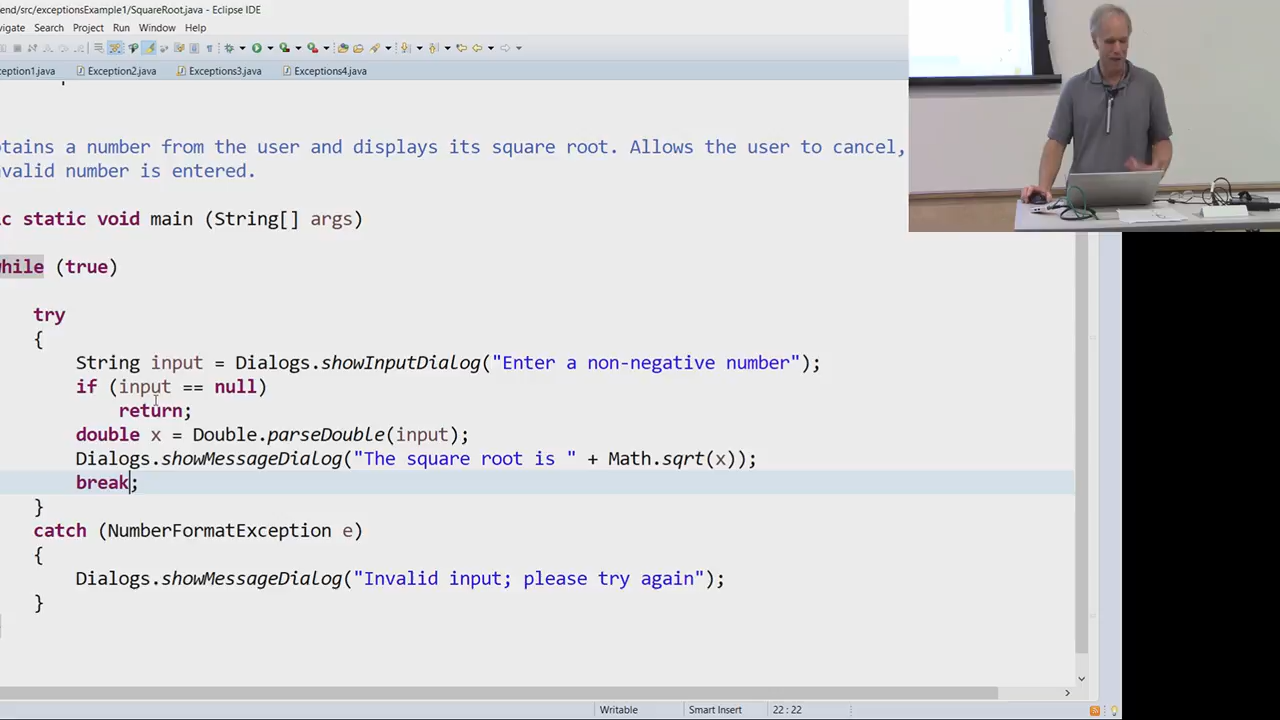 end/src/exceptionsExample1/SquareRoot.java - Eclipse IDE
vigate Search Project Run Window Help
ception1.java Exception2.java Exceptions3.java Exceptions4.java
tains a number from the user and displays its square root. Allows the user to cancel,
nvalid number is entered.
ic static void main (String[] args)
while (true)
try
{
String input = Dialogs.showInputDialog("Enter a non-negative number");
if (input == null)
return;
double x = Double.parseDouble(input);
Dialogs.showMessageDialog("The square root is " + Math.sqrt(x));
break;
}
catch (NumberFormatException e)
{
Dialogs.showMessageDialog("Invalid input; please try again");
}
Writable Smart Insert 22 : 22